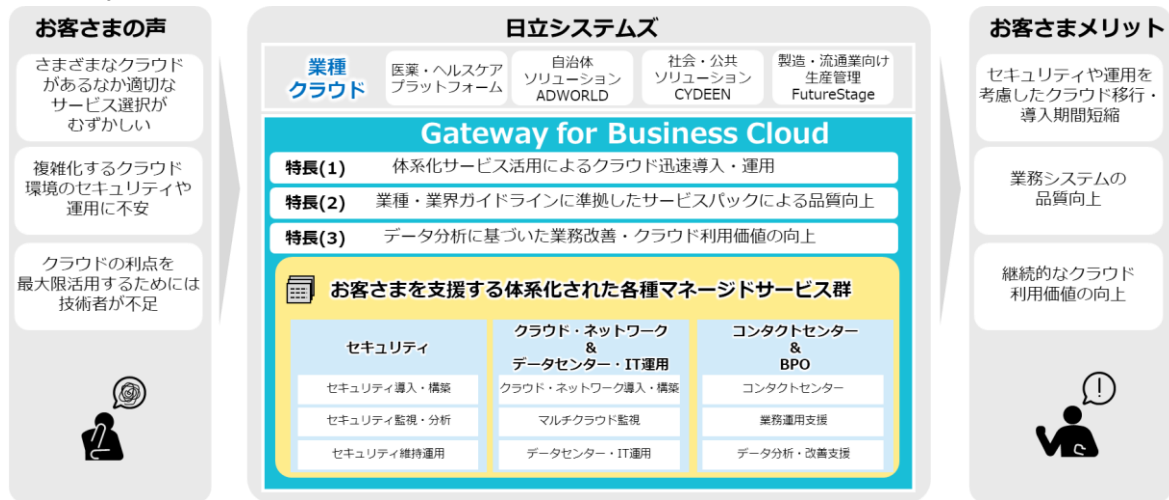 お客さまの声
さまざまなクラウド
があるなか適切な
サービス選択が
むずかしい
複雑化するクラウド
環境のセキュリティや
運用に不安
クラウドの利点を
最大限活用するためには
技術者が不足
日立システムズ
業種
クラウド
医薬・ヘルスケア
プラットフォーム
自治体
ソリューション
ADWORLD
社会・公共
ソリューション
CYDEEN
製造・流通業向け
生産管理
FutureStage
Gateway for Business Cloud
特長(1) 体系化サービス活用によるクラウド迅速導入・運用
特長(2) 業種・業界ガイドラインに準拠したサービスパックによる品質向上
特長(3) データ分析に基づいた業務改善・クラウド利用価値の向上
お客さまを支援する体系化された各種マネージドサービス群
セキュリティ
セキュリティ導入・構築
セキュリティ監視・分析
セキュリティ維持運用
クラウド・ネットワーク
&
データセンター・IT運用
クラウド・ネットワーク導入・構築
マルチクラウド監視
データセンター・IT運用
コンタクトセンター
&
BPO
コンタクトセンター
業務運用支援
データ分析・改善支援
お客さまメリット
セキュリティや運用を
考慮したクラウド移行・
導入期間短縮
業務システムの
品質向上
継続的なクラウド
利用価値の向上